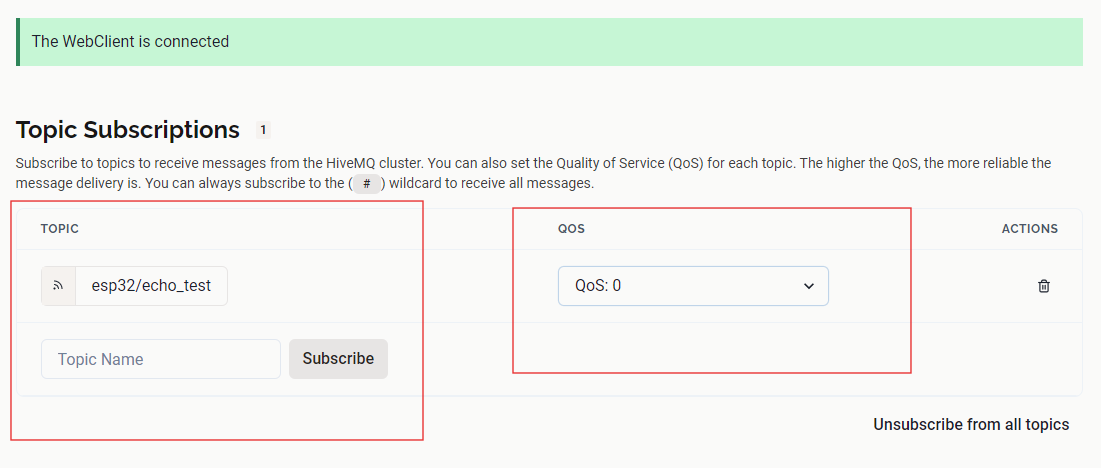 The WebClient is connected
Topic Subscriptions 1
Subscribe to topics to receive messages from the HiveMQ cluster. You can also set the Quality of Service (QoS) for each topic. The higher the QoS, the more reliable the
message delivery is. You can always subscribe to the ( # ) wildcard to receive all messages.
TOPIC QOS ACTIONS
esp32/echo_test QoS: 0
Topic Name Subscribe
Unsubscribe from all topics